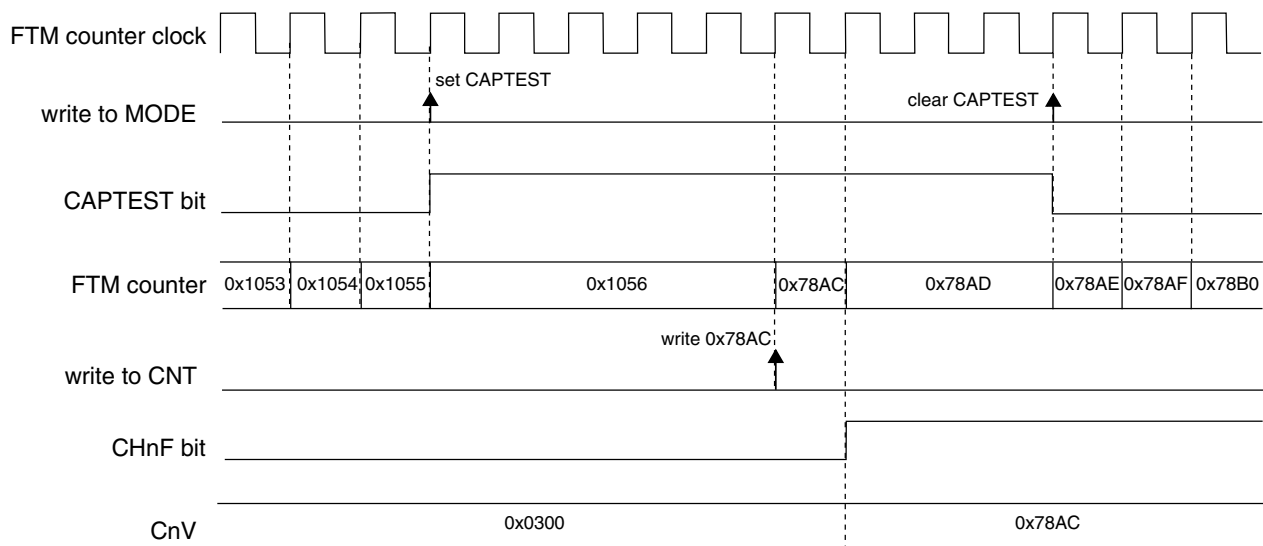 FTM counter clock
set CAPTEST
write to MODE
clear CAPTEST
CAPTEST bit
FTM counter
0x1053 0x1054 0x1055 0x1056 0x78AC 0x78AD 0x78AE 0x78AF 0x78B0
write 0x78AC
write to CNT
CHnF bit
CnV
0x0300 0x78AC